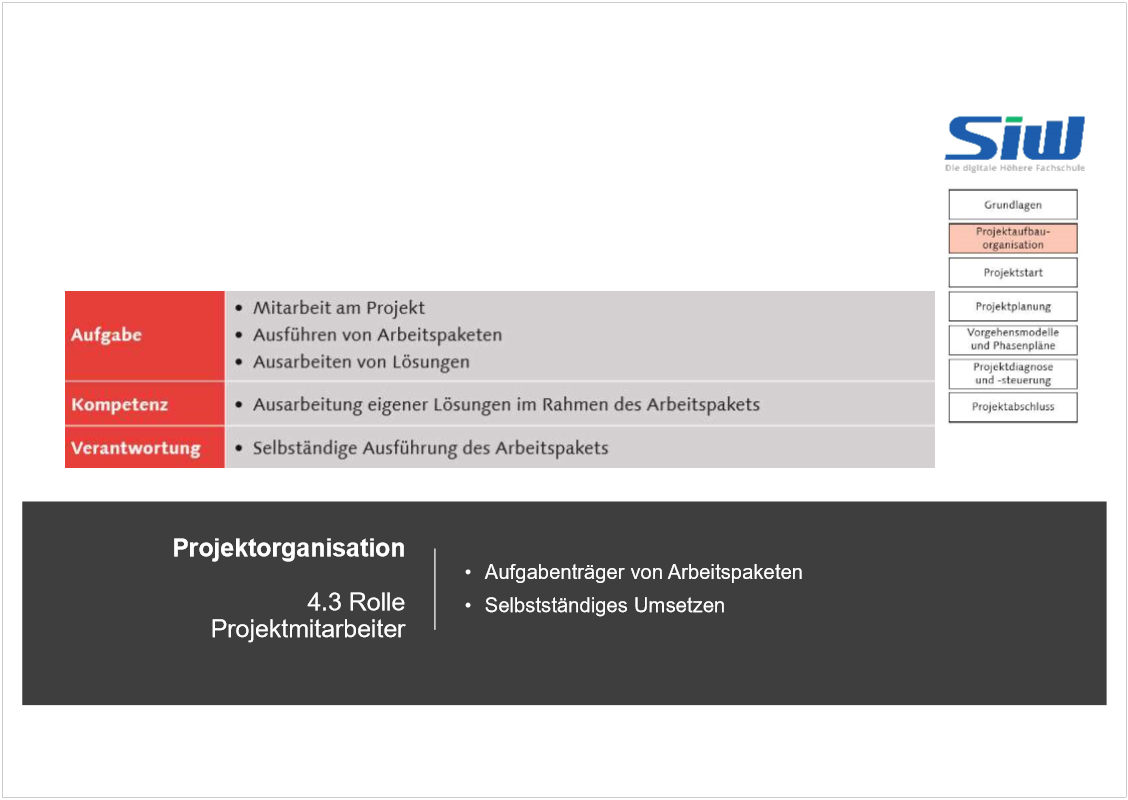 Siw
Die digitale Höhere Fachschule
Grundlagen
Projektaufbau-
organisation
Projektstart
Projektplanung
Vorgehensmodelle
und Phasenpläne
Projektdiagnose
und -steuerung
Projektabschluss
Aufgabe
• Mitarbeit am Projekt
• Ausführen von Arbeitspaketen
• Ausarbeiten von Lösungen
Kompetenz
• Ausarbeitung eigener Lösungen im Rahmen des Arbeitspakets
Verantwortung
• Selbständige Ausführung des Arbeitspakets
Projektorganisation
4.3 Rolle
Projektmitarbeiter
• Aufgabenträger von Arbeitspaketen
• Selbstständiges Umsetzen